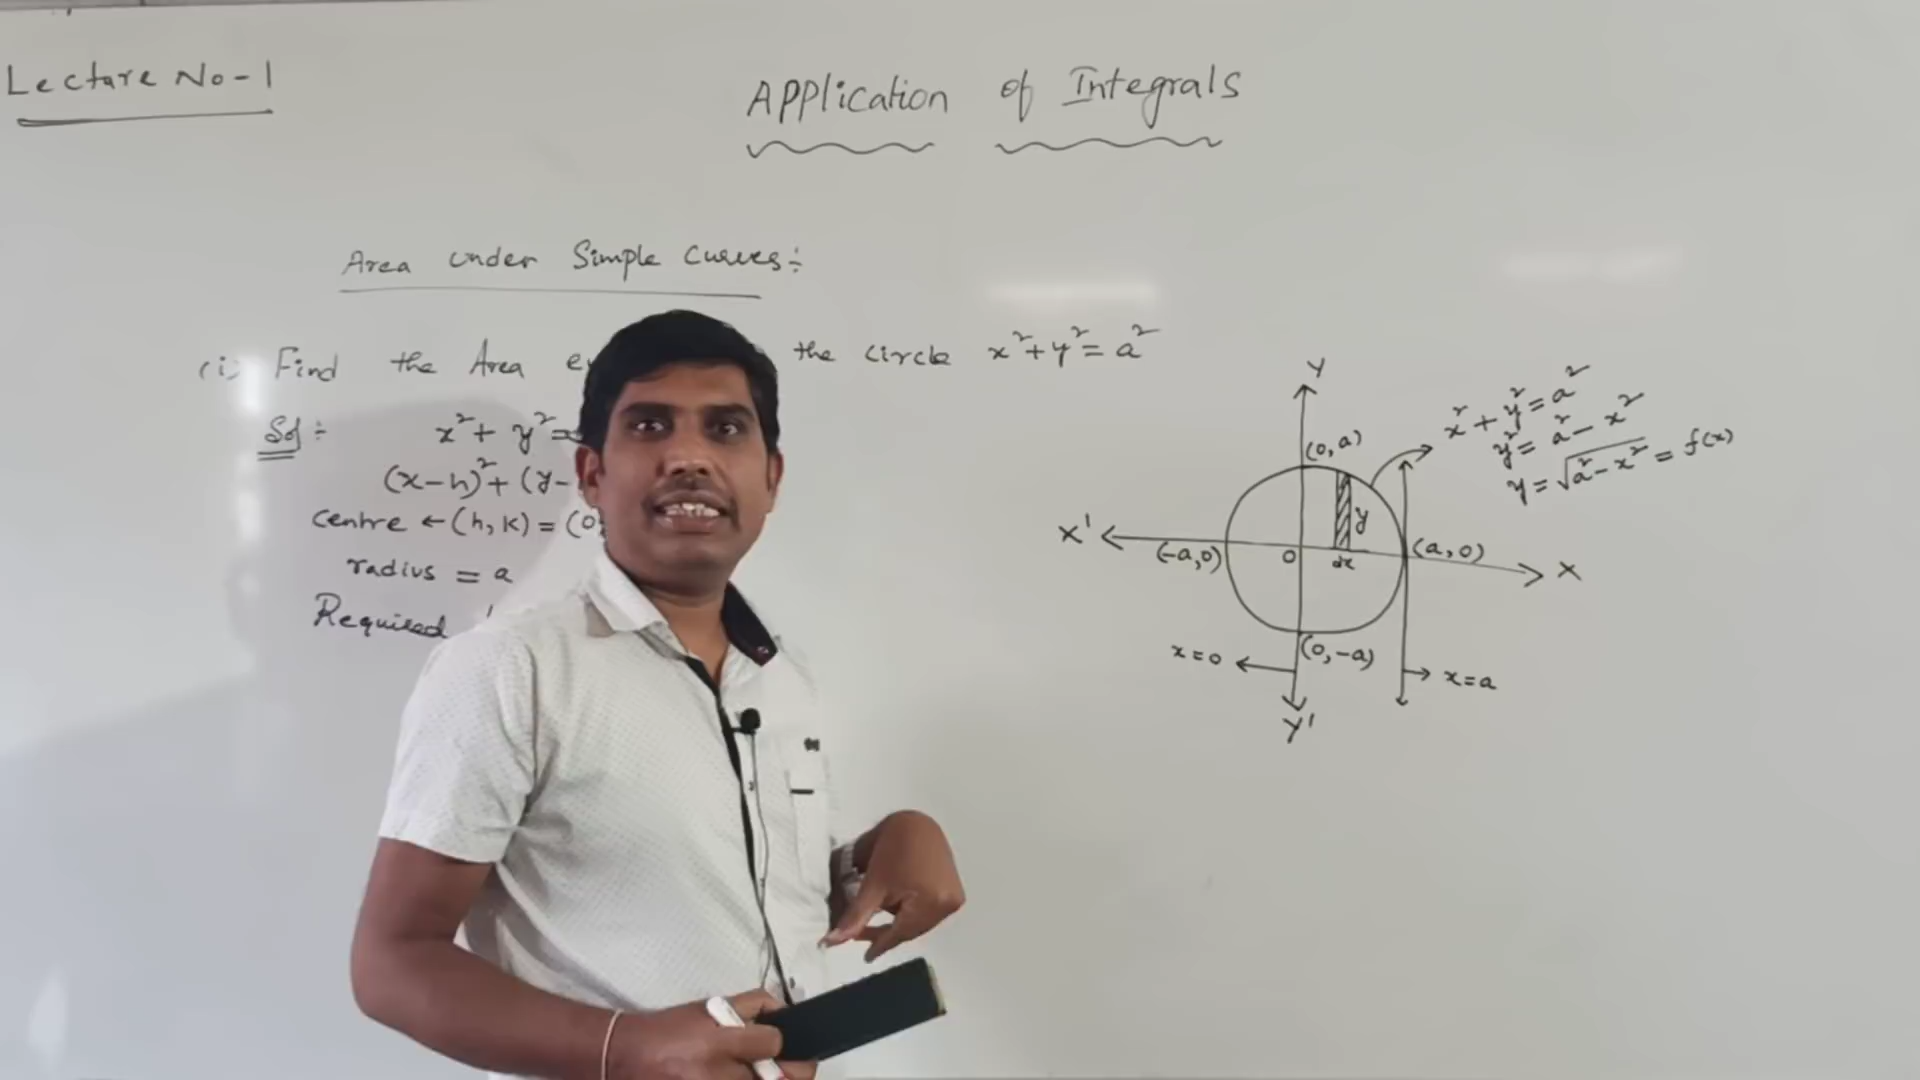 Lecture No-1
Application of Integrals
Area under Simple Curves:-
(i) Find the Area the circle x²+y²=a²
Sol:- x²+ y²=
(x-h)²+(y-
Centre ←(h,k)=(0,
radius = a
Required
Y
(0,a)
x²+y²=a²
y²=a²-x²
y=√a²-x² = f(x)
X' (-a,0) O dx y (a,0) X
(0,-a)
x=0 x=a
Y'